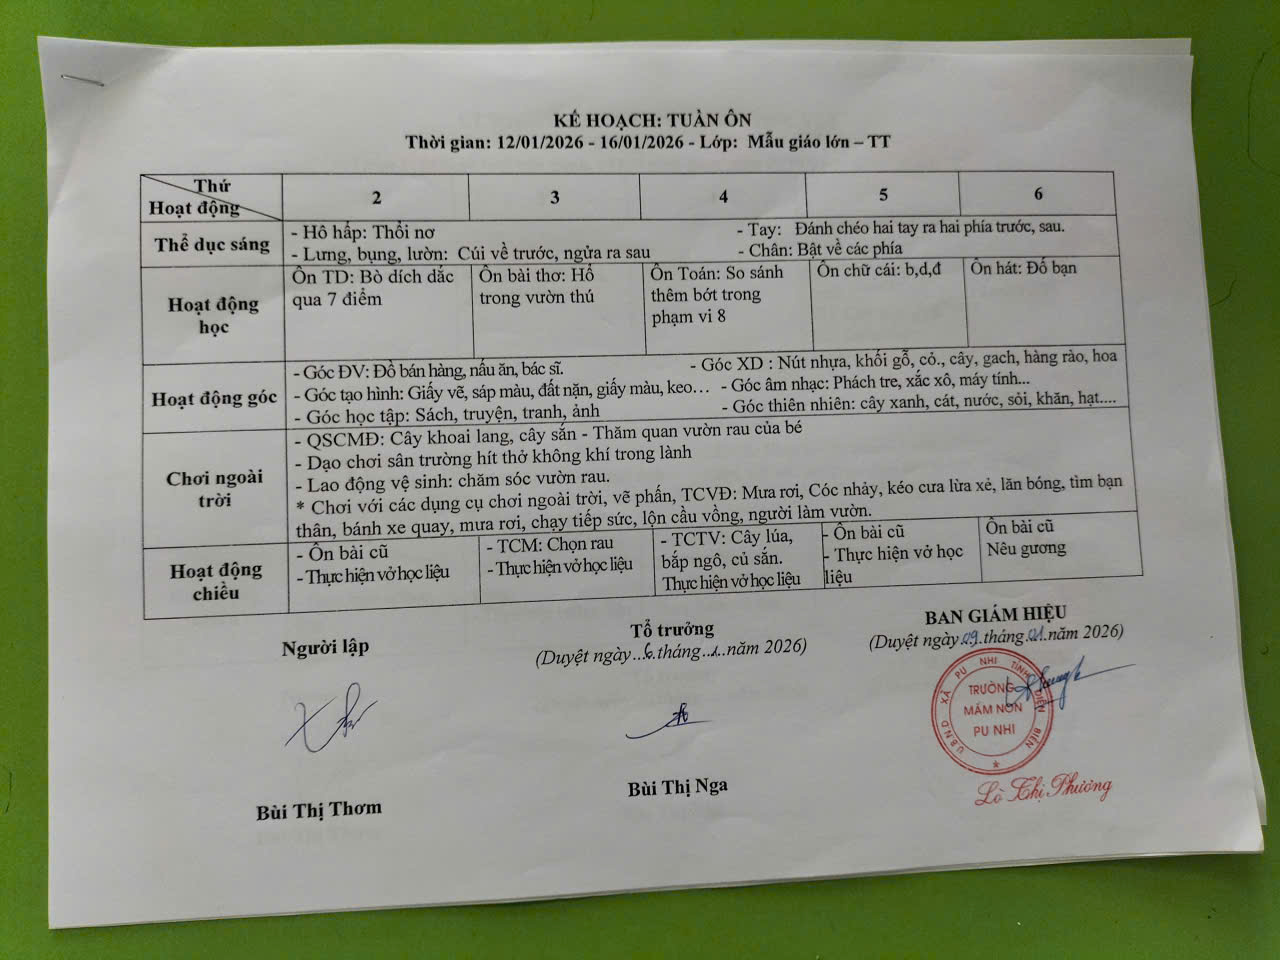 KẾ HOẠCH: TUẦN ÔN
Thời gian: 12/01/2026 - 16/01/2026 - Lớp: Mẫu giáo lớn – TT
Thứ
Hoạt động
2
3
4
5
6
Thể dục sáng
- Hô hấp: Thổi nơ
- Tay: Đánh chéo hai tay ra hai phía trước, sau.
- Lưng, bụng, lườn: Cúi về trước, ngửa ra sau
- Chân: Bật về các phía
Hoạt động
học
Ôn TD: Bò dích dắc
qua 7 điểm
Ôn bài thơ: Hổ
trong vườn thú
Ôn Toán: So sánh
thêm bớt trong
phạm vi 8
Ôn chữ cái: b,d,đ
Ôn hát: Đố bạn
Hoạt động góc
- Góc ĐV: Đồ bán hàng, nấu ăn, bác sĩ.
- Góc XD : Nút nhựa, khối gỗ, cỏ., cây, gạch, hàng rào, hoa
- Góc tạo hình: Giấy vẽ, sáp màu, đất nặn, giấy màu, keo…
- Góc âm nhạc: Phách tre, xắc xô, máy tính...
- Góc học tập: Sách, truyện, tranh, ảnh
- Góc thiên nhiên: cây xanh, cát, nước, sỏi, khăn, hạt....
Chơi ngoài
trời
- QSCMĐ: Cây khoai lang, cây sắn - Thăm quan vườn rau của bé
- Dạo chơi sân trường hít thở không khí trong lành
- Lao động vệ sinh: chăm sóc vườn rau.
* Chơi với các dụng cụ chơi ngoài trời, vẽ phấn, TCVĐ: Mưa rơi, Cóc nhảy, kéo cưa lừa xẻ, lăn bóng, tìm bạn
thân, bánh xe quay, mưa rơi, chạy tiếp sức, lộn cầu vồng, người làm vườn.
Hoạt động
chiều
- Ôn bài cũ
- Thực hiện vở học liệu
- TCM: Chọn rau
- Thực hiện vở học liệu
- TCTV: Cây lúa,
bắp ngô, củ sắn.
Thực hiện vở học liệu
- Ôn bài cũ
- Thực hiện vở học
liệu
Ôn bài cũ
Nêu gương
Người lập
Tổ trưởng
(Duyệt ngày...6.tháng...1..năm 2026)
BAN GIÁM HIỆU
(Duyệt ngày.09.tháng.01..năm 2026)
U.B.N.D XÃ PU NHI TỈNH ĐIỆN BIÊN
TRƯỜNG
MẦM NON
PU NHI
Bùi Thị Thơm
Bùi Thị Nga
Lò Thị Phương